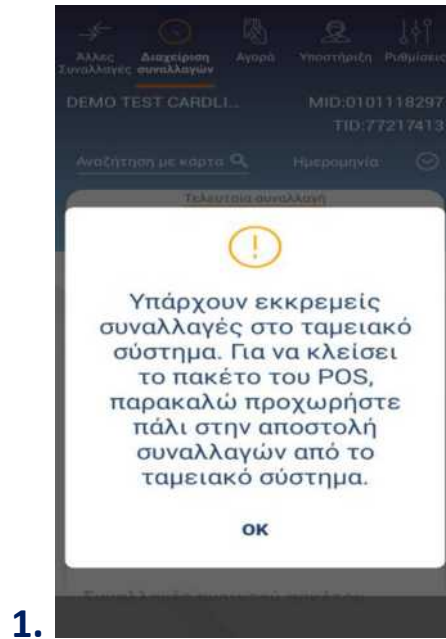 Άλλες Συναλλαγές
Διαχείριση συναλλαγών
Αγορά
Υποστήριξη
Ρυθμίσεις
DEMO TEST CARDLI...
MID:0101118297
TID:77217413
Αναζήτηση με κάρτα
Ημερομηνία
Τελευταία συναλλαγή
Υπάρχουν εκκρεμείς
συναλλαγές στο ταμειακό
σύστημα. Για να κλείσει
το πακέτο του POS,
παρακαλώ προχωρήστε
πάλι στην αποστολή
συναλλαγών από το
ταμειακό σύστημα.
OK
1.